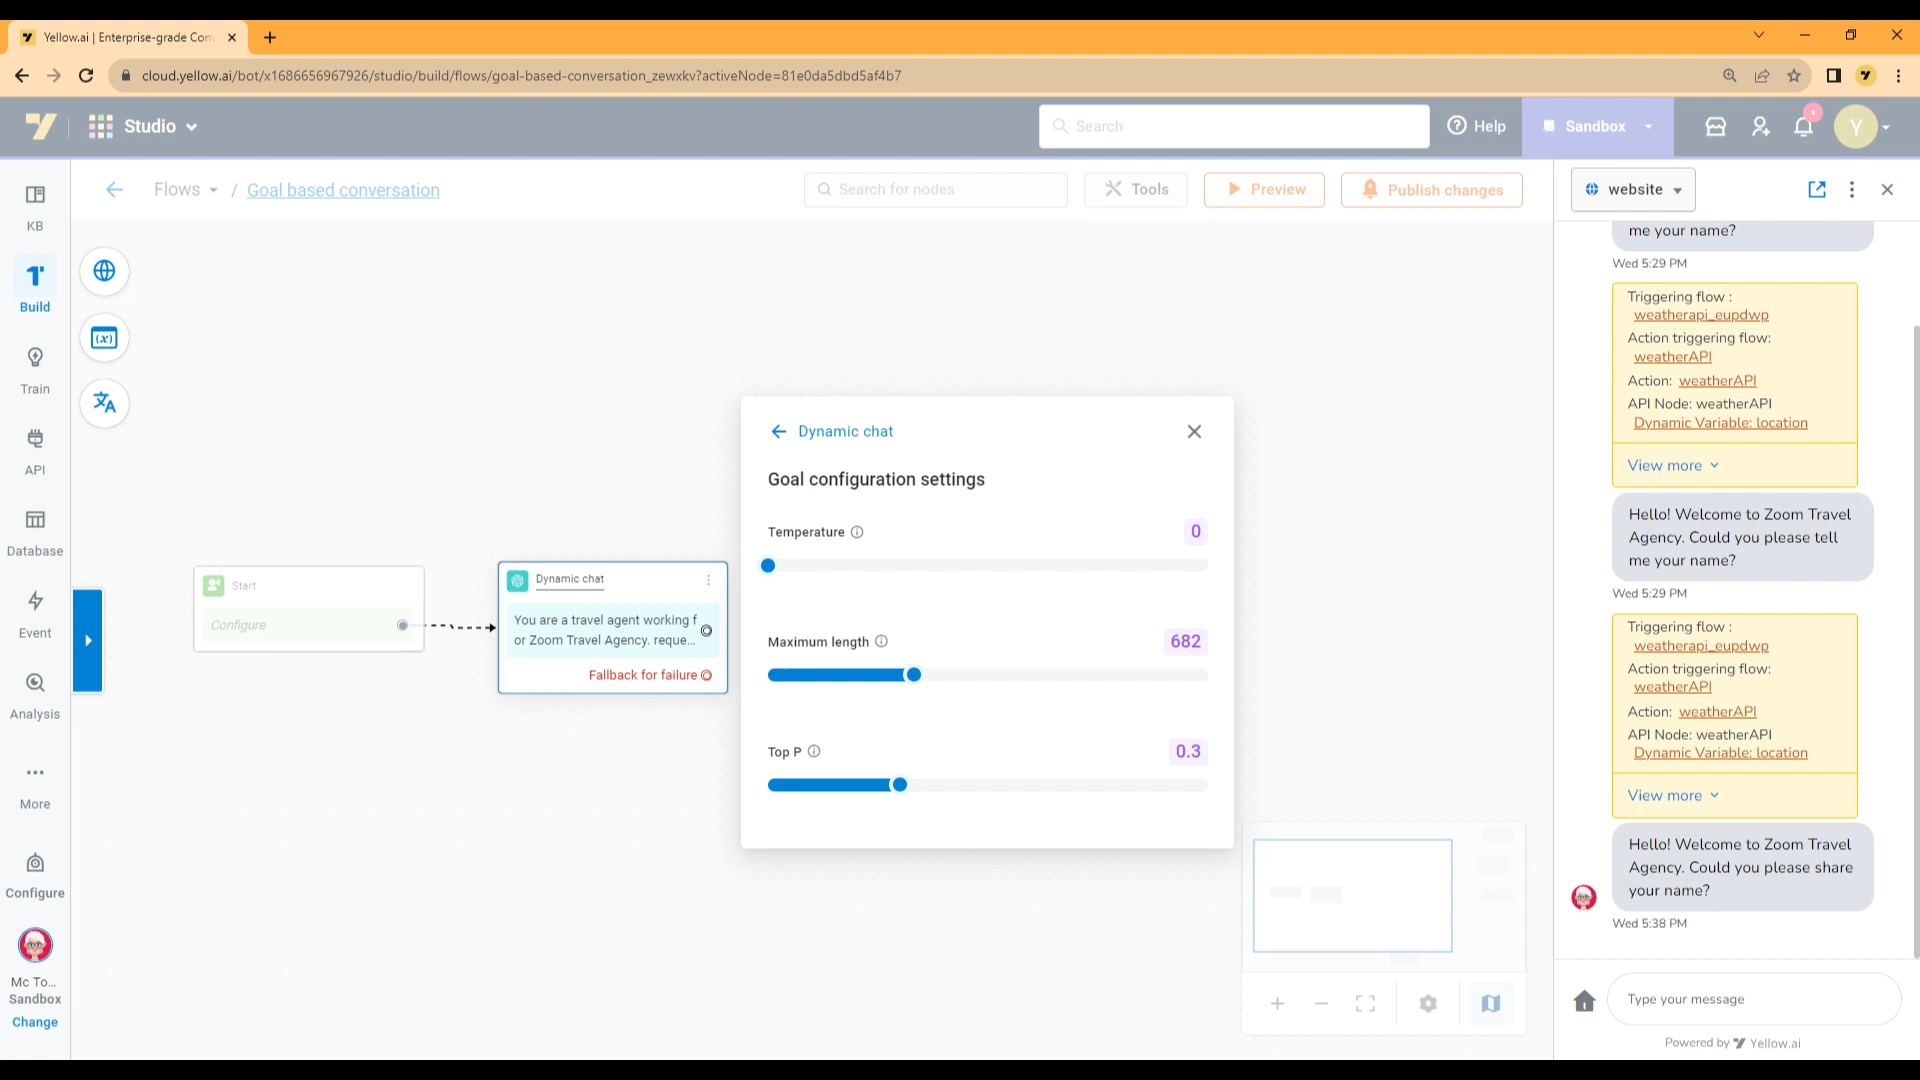 Yellow.ai | Enterprise-grade Con
cloud.yellow.ai/bot/x1686656967926/studio/build/flows/goal-based-conversation_zewxkv?activeNode=81e0da5dbd5af4b7
Studio
Search
Help
Sandbox
Y
KB
Build
Train
API
Database
Event
Analysis
More
Configure
Mc To...
Sandbox
Change
Flows / Goal based conversation
Search for nodes
Tools
Preview
Publish changes
Start
Configure
Dynamic chat
You are a travel agent working f
or Zoom Travel Agency. reque...
Fallback for failure
Dynamic chat
Goal configuration settings
Temperature
0
Maximum length
682
Top P
0.3
website
me your name?
Wed 5:29 PM
Triggering flow :
weatherapi_eupdwp
Action triggering flow:
weatherAPI
Action: weatherAPI
API Node: weatherAPI
Dynamic Variable: location
View more
Hello! Welcome to Zoom Travel
Agency. Could you please tell
me your name?
Wed 5:29 PM
Triggering flow :
weatherapi_eupdwp
Action triggering flow:
weatherAPI
Action: weatherAPI
API Node: weatherAPI
Dynamic Variable: location
View more
Hello! Welcome to Zoom Travel
Agency. Could you please share
your name?
Wed 5:38 PM
Type your message
Powered by Yellow.ai